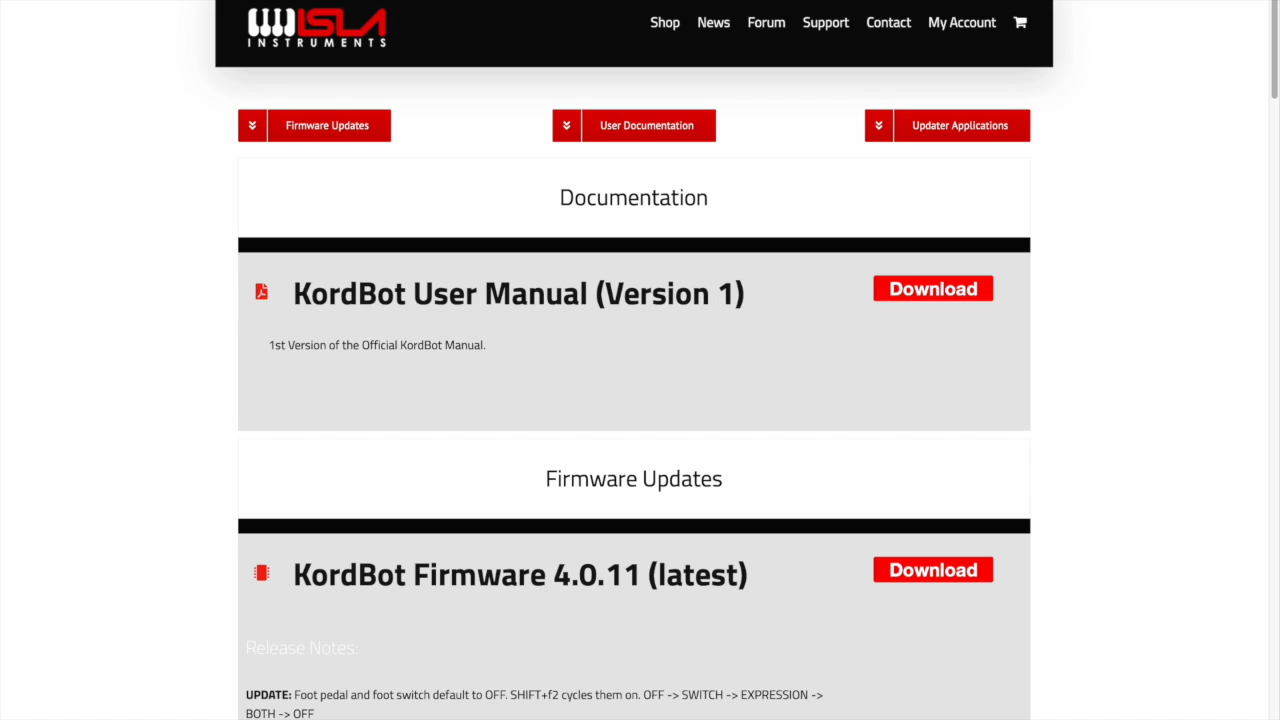 ISLA
INSTRUMENTS
Shop News Forum Support Contact My Account
Firmware Updates User Documentation Updater Applications
Documentation
KordBot User Manual (Version 1) Download
1st Version of the Official KordBot Manual.
Firmware Updates
KordBot Firmware 4.0.11 (latest) Download
Release Notes:
UPDATE: Foot pedal and foot switch default to OFF. SHIFT+f2 cycles them on. OFF -> SWITCH -> EXPRESSION ->
BOTH -> OFF